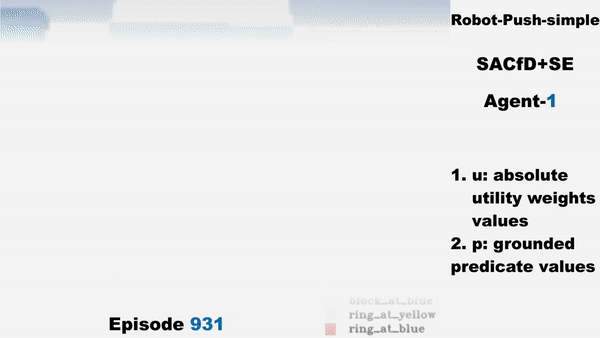 Robot-Push-simple
SACfD+SE
Agent-1
1. u: absolute
utility weights
values
2. p: grounded
predicate values
block_at_blue
ring_at_yellow
ring_at_blue
Episode 931